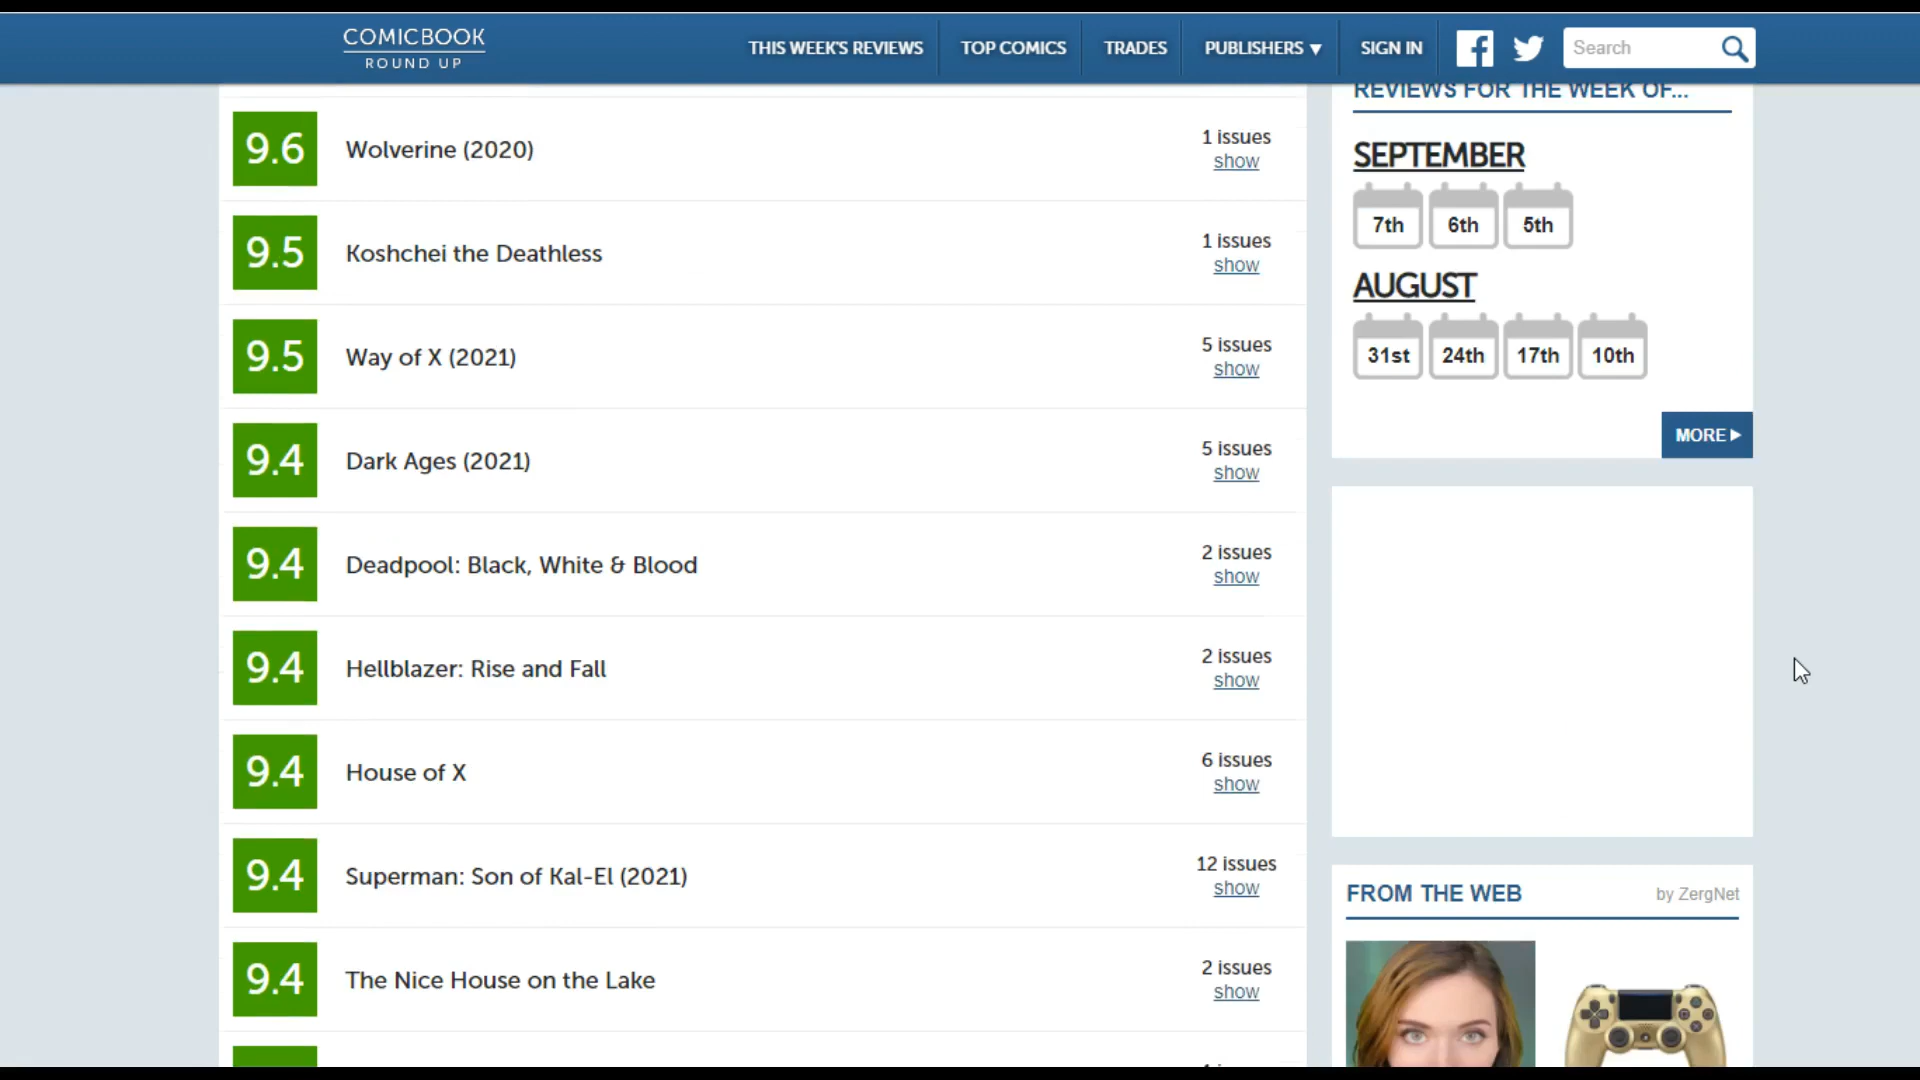 COMICBOOK
ROUND UP
THIS WEEK'S REVIEWS
TOP COMICS
TRADES
PUBLISHERS ▼
SIGN IN
Search
9.6
Wolverine (2020)
1 issues
show
9.5
Koshchei the Deathless
1 issues
show
9.5
Way of X (2021)
5 issues
show
9.4
Dark Ages (2021)
5 issues
show
9.4
Deadpool: Black, White & Blood
2 issues
show
9.4
Hellblazer: Rise and Fall
2 issues
show
9.4
House of X
6 issues
show
9.4
Superman: Son of Kal-El (2021)
12 issues
show
9.4
The Nice House on the Lake
2 issues
show
REVIEWS FOR THE WEEK OF...
SEPTEMBER
7th 6th 5th
AUGUST
31st 24th 17th 10th
MORE ▶
FROM THE WEB
by ZergNet